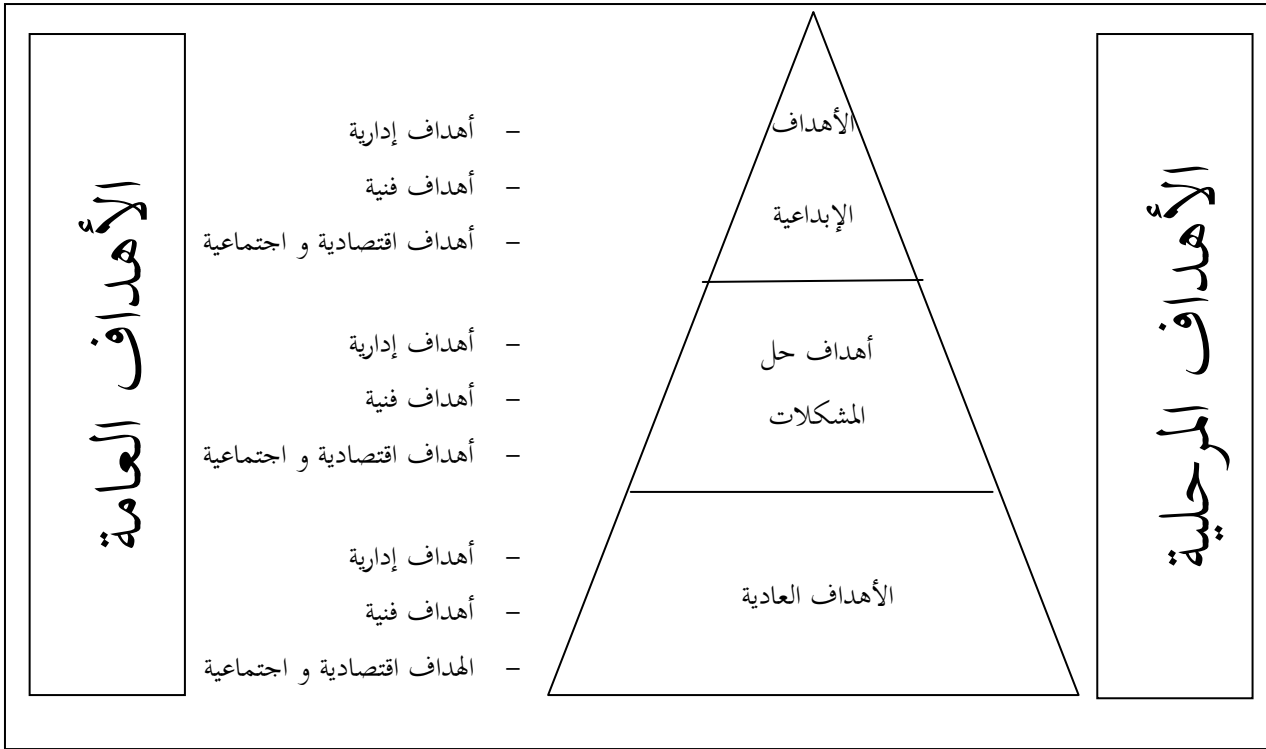 الأهداف المرحلية
الأهداف
الإبداعية
أهداف حل
المشكلات
الأهداف العادية
– أهداف إدارية
– أهداف فنية
– أهداف اقتصادية و اجتماعية
– أهداف إدارية
– أهداف فنية
– أهداف اقتصادية و اجتماعية
– أهداف إدارية
– أهداف فنية
– الهداف اقتصادية و اجتماعية
الأهداف العامة